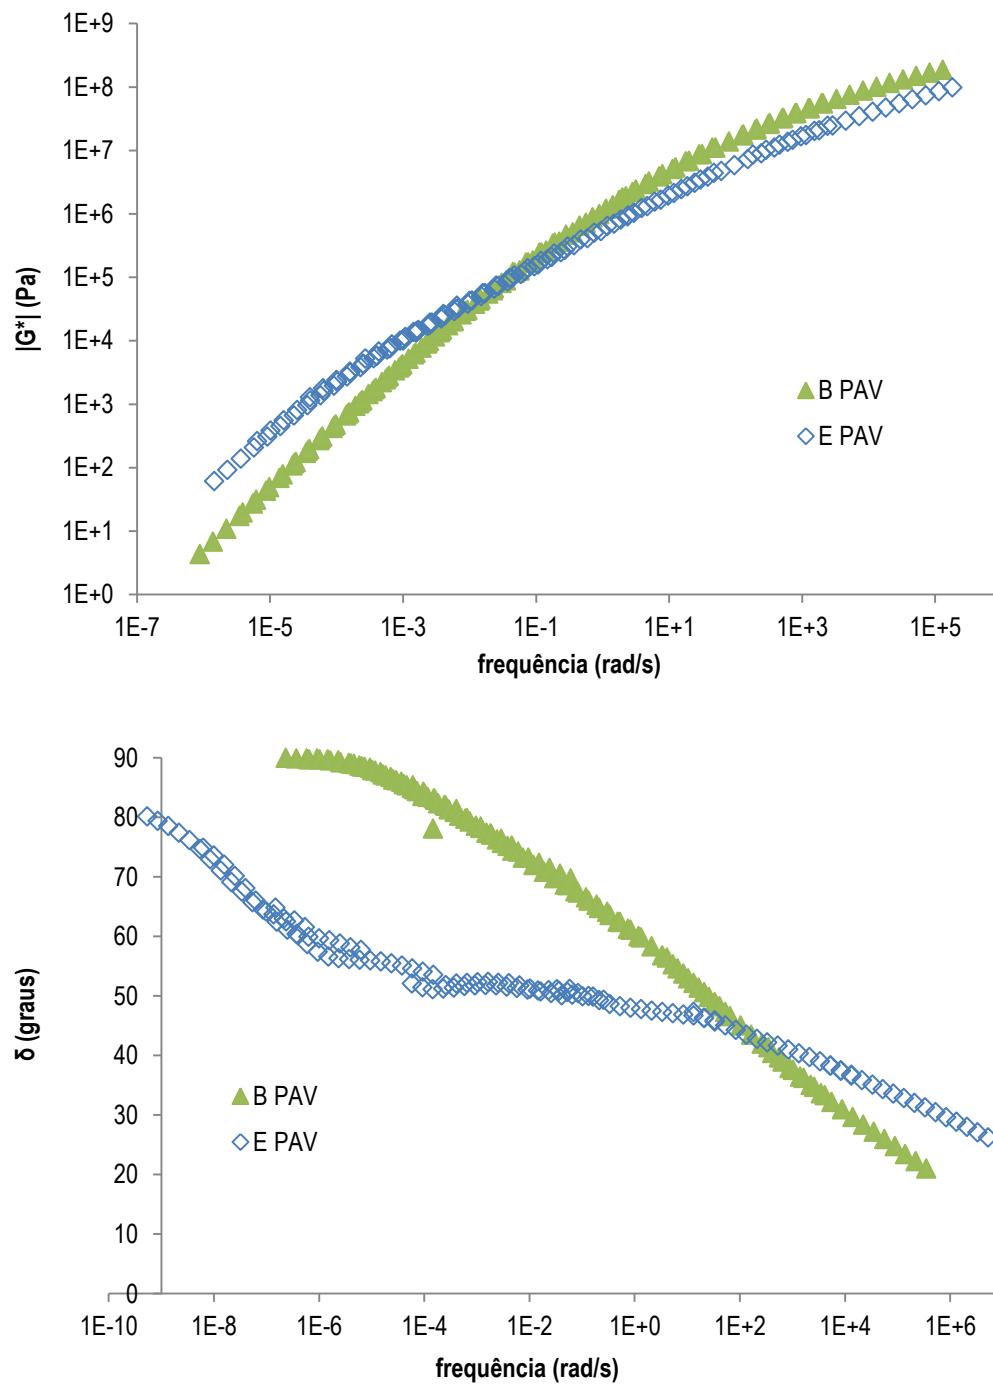 1E+9
1E+8
1E+7
1E+6
1E+5
1E+4
1E+3
1E+2
1E+1
1E+0
|G*| (Pa)
B PAV
E PAV
1E-7 1E-5 1E-3 1E-1 1E+1 1E+3 1E+5
frequência (rad/s)
90
80
70
60
50
40
30
20
10
0
δ (graus)
B PAV
E PAV
1E-10 1E-8 1E-6 1E-4 1E-2 1E+0 1E+2 1E+4 1E+6
frequência (rad/s)